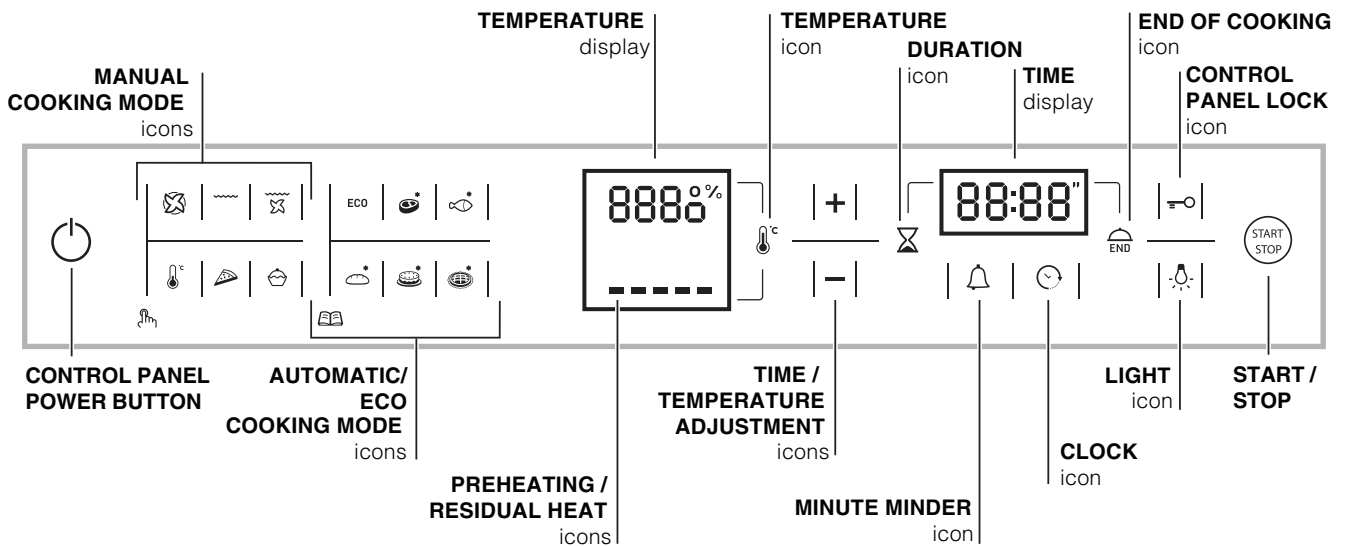 TEMPERATURE
display
TEMPERATURE
icon
DURATION
icon
TIME
display
END OF COOKING
icon
CONTROL
PANEL LOCK
icon
MANUAL
COOKING MODE
icons
ECO
888°%
°C
+
88:88"
END
START
STOP
°C
−
CONTROL PANEL
POWER BUTTON
AUTOMATIC/
ECO
COOKING MODE
icons
PREHEATING /
RESIDUAL HEAT
icons
TIME /
TEMPERATURE
ADJUSTMENT
icons
MINUTE MINDER
icon
CLOCK
icon
LIGHT
icon
START /
STOP